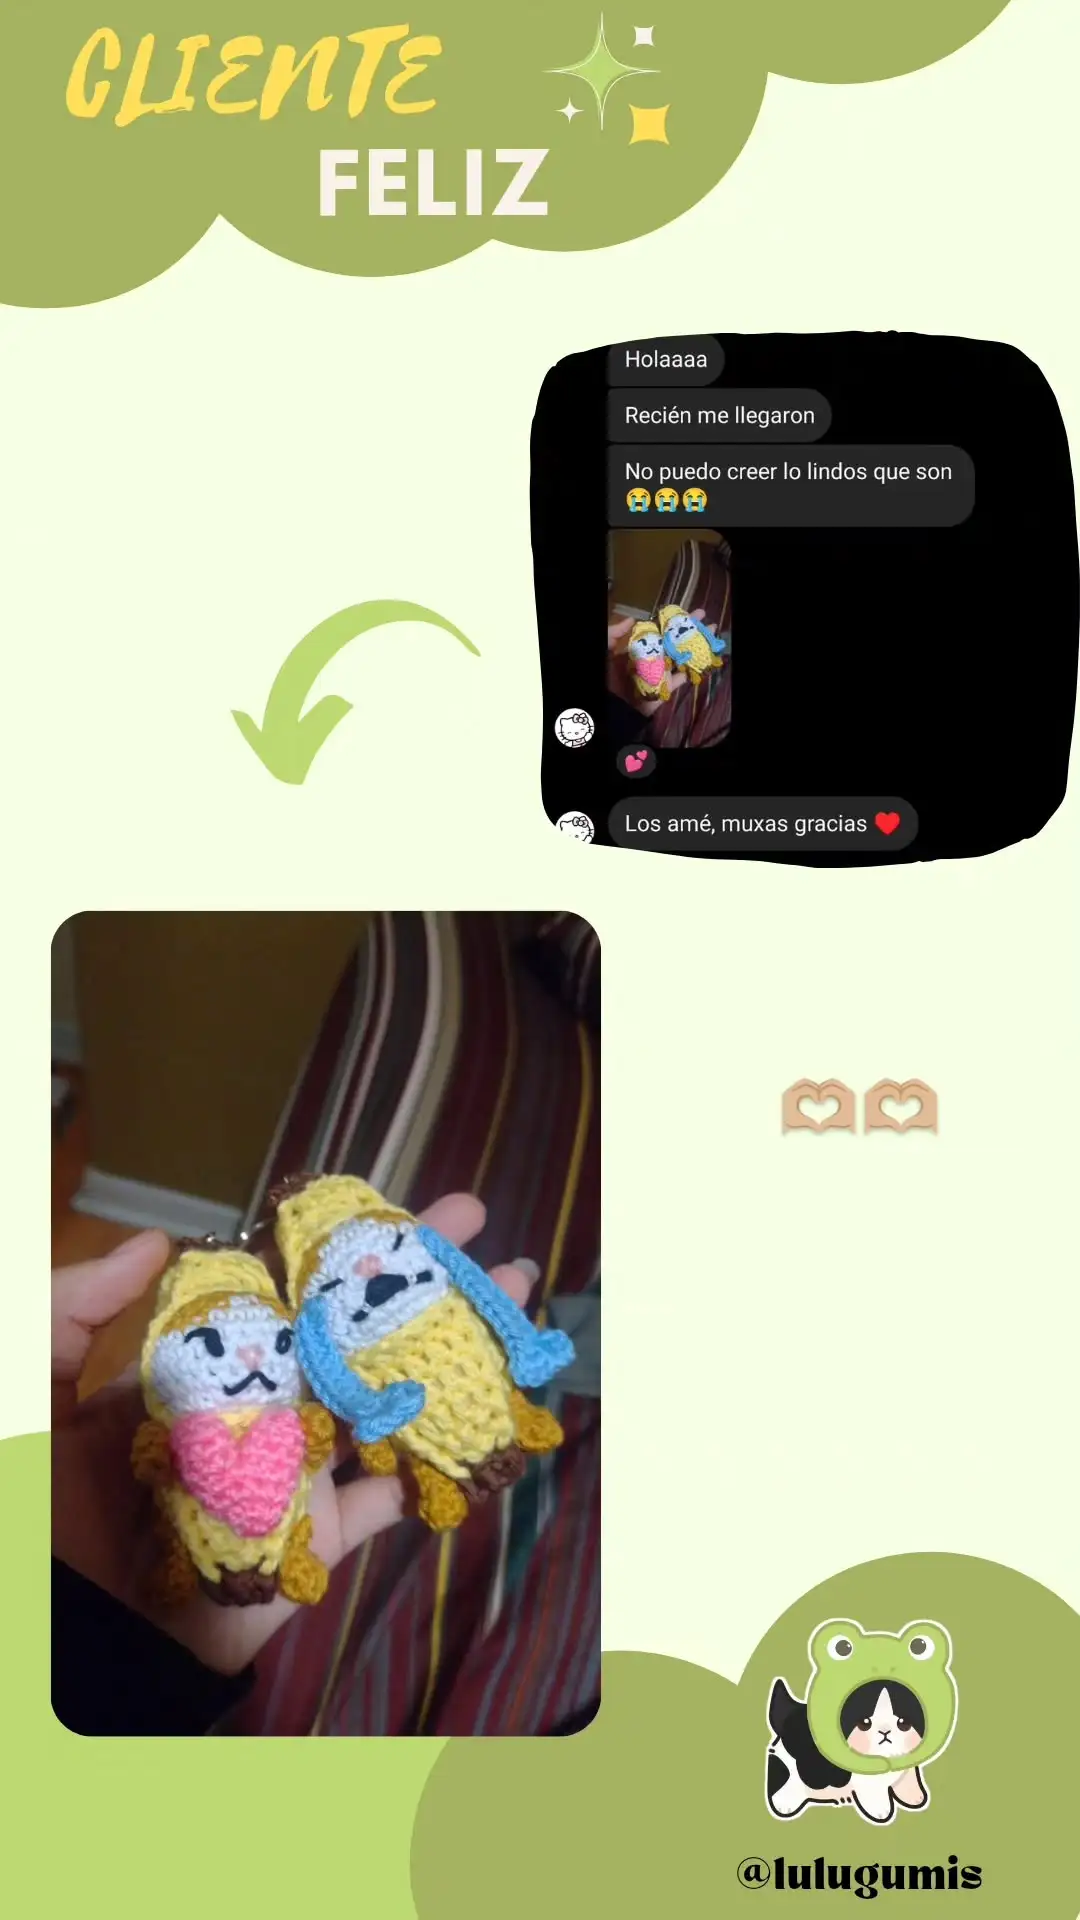 CLIENTE
FELIZ
Holaaaa
Recién me llegaron
No puedo creer lo lindos que son
😭😭😭
💕
Los amé, muxas gracias ❤️
@lulugumis